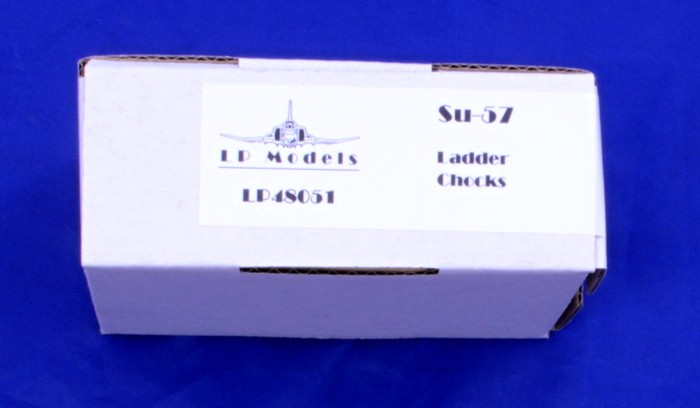 LP Models
LP48051
Su-57
Ladder
Chocks